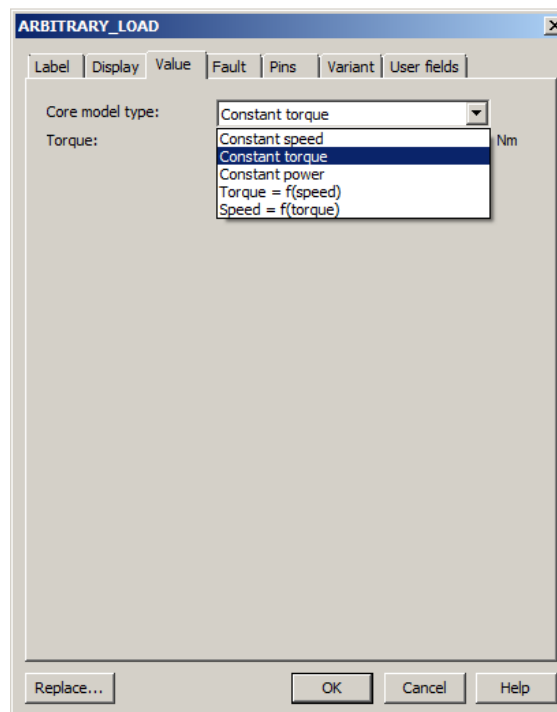 ARBITRARY_LOAD
Label Display Value Fault Pins Variant User fields
Core model type: Constant torque
Constant speed
Torque: Nm
Constant torque
Constant power
Torque = f(speed)
Speed = f(torque)
Replace... OK Cancel Help